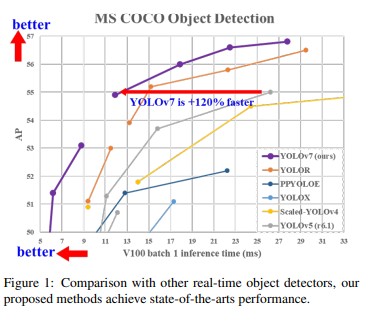 MS COCO Object Detection
better
57
56
55
54
53
52
51
50
AP
YOLOv7 is +120% faster
YOLOv7 (ours)
YOLOR
PPYOLOE
YOLOX
Scaled-YOLOv4
YOLOv5 (r6.1)
5 7 9 11 13 15 17 19 21 23 25 27 29 31 33
better
V100 batch 1 inference time (ms)
Figure 1: Comparison with other real-time object detectors, our
proposed methods achieve state-of-the-arts performance.